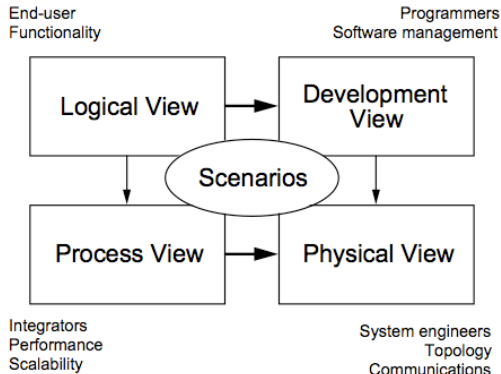 End-user
Functionality
Programmers
Software management
Logical View
Development
View
Scenarios
Process View
Physical View
Integrators
Performance
Scalability
System engineers
Topology
Communications